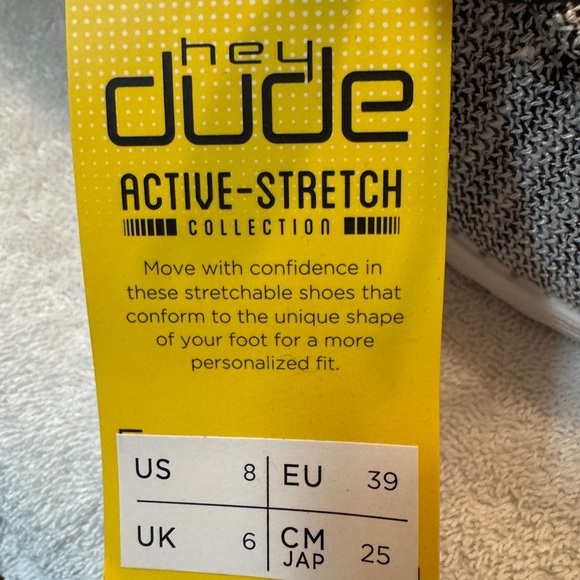 hey
dude
ACTIVE-STRETCH
COLLECTION
Move with confidence in
these stretchable shoes that
conform to the unique shape
of your foot for a more
personalized fit.
US 8 EU 39
UK 6 CM JAP 25